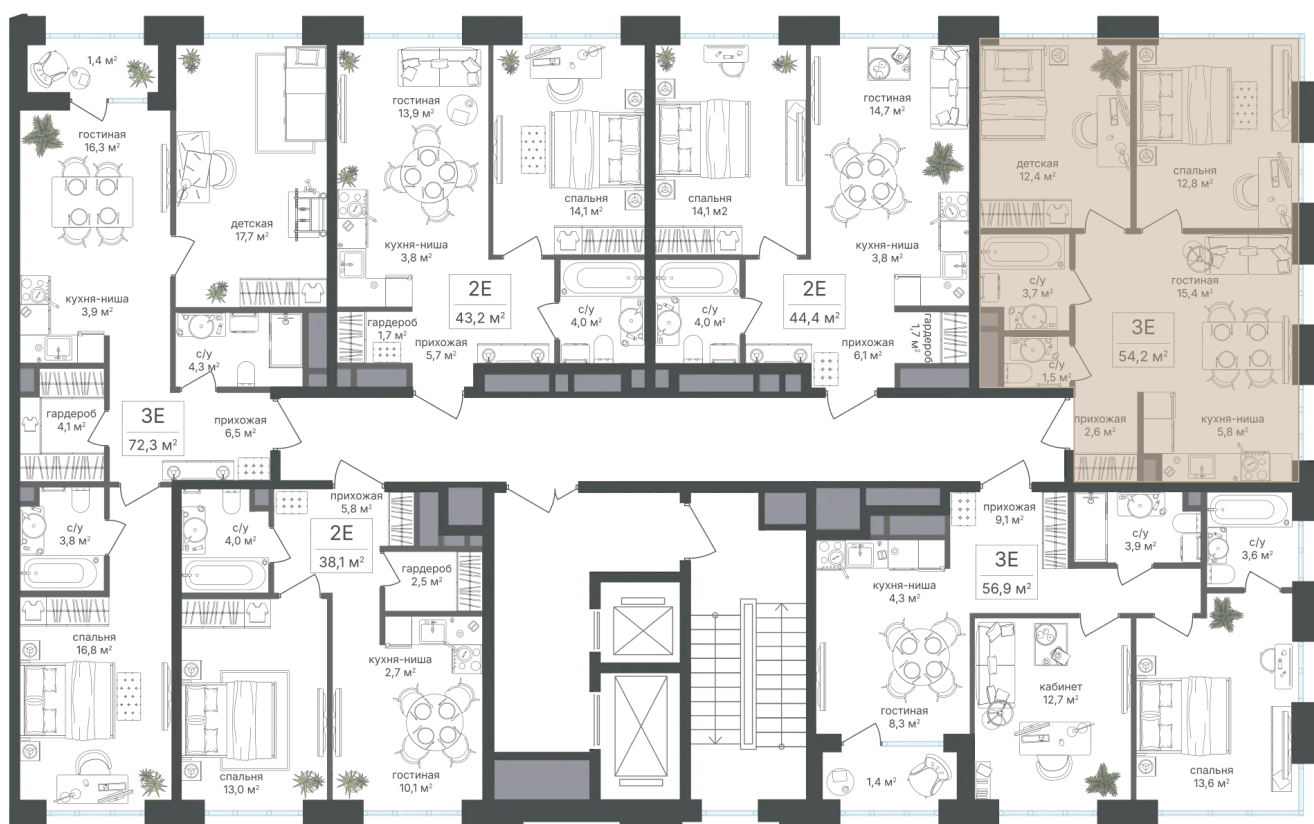 1,4 м²
гостиная
16,3 м²
кухня-ниша
3,9 м²
детская
17,7 м²
с/у
4,3 м²
гардероб
4,1 м²
3Е
72,3 м²
прихожая
6,5 м²
с/у
3,8 м²
спальня
16,8 м²
гостиная
13,9 м²
кухня-ниша
3,8 м²
спальня
14,1 м²
2Е
43,2 м²
гардероб
1,7 м²
прихожая
5,7 м²
с/у
4,0 м²
спальня
14,1 м2
гостиная
14,7 м²
кухня-ниша
3,8 м²
с/у
4,0 м²
2Е
44,4 м²
прихожая
6,1 м²
гардероб
1,7 м²
детская
12,4 м²
спальня
12,8 м²
с/у
3,7 м²
гостиная
15,4 м²
3Е
54,2 м²
с/у
1,5 м²
прихожая
2,6 м²
кухня-ниша
5,8 м²
с/у
4,0 м²
прихожая
5,8 м²
2Е
38,1 м²
гардероб
2,5 м²
кухня-ниша
2,7 м²
спальня
13,0 м²
гостиная
10,1 м²
прихожая
9,1 м²
3Е
56,9 м²
кухня-ниша
4,3 м²
с/у
3,9 м²
с/у
3,6 м²
гостиная
8,3 м²
кабинет
12,7 м²
1,4 м²
спальня
13,6 м²